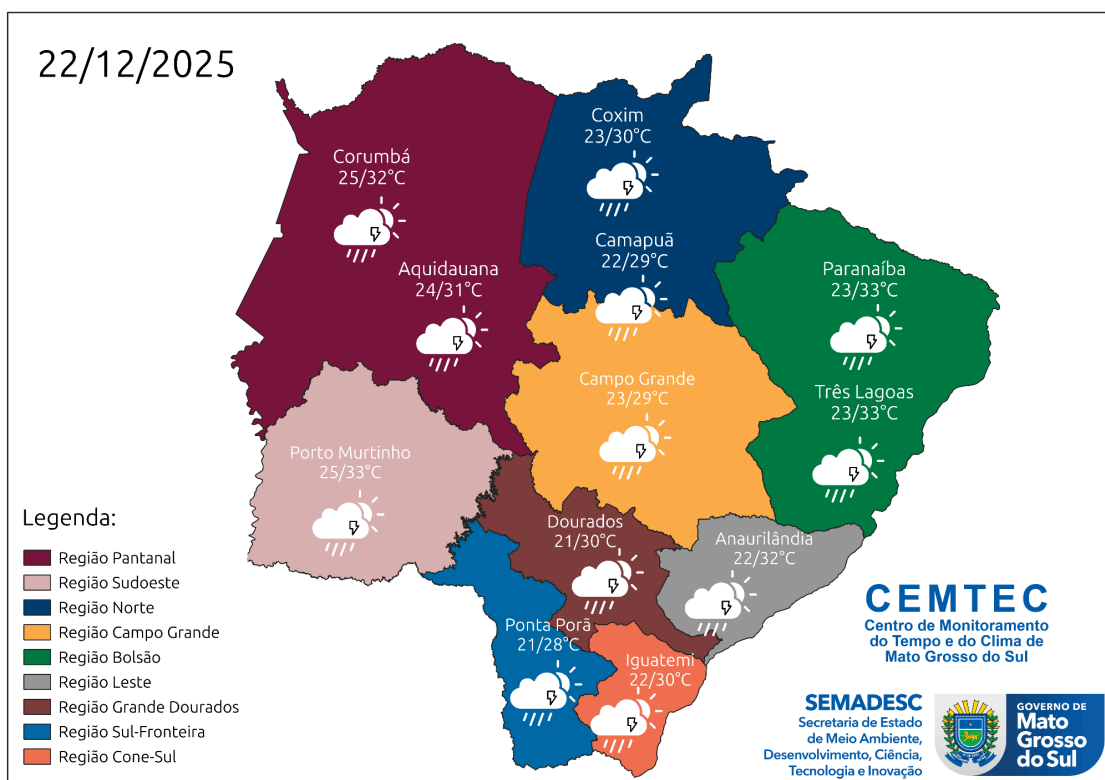 22/12/2025
Coxim
23/30°C
Corumbá
25/32°C
Camapuã
22/29°C
Aquidauana
24/31°C
Paranaíba
23/33°C
Campo Grande
23/29°C
Três Lagoas
23/33°C
Porto Murtinho
25/33°C
Dourados
21/30°C
Anaurilândia
22/32°C
Ponta Porã
21/28°C
Iguatemi
22/30°C
Legenda:
Região Pantanal
Região Sudoeste
Região Norte
Região Campo Grande
Região Bolsão
Região Leste
Região Grande Dourados
Região Sul-Fronteira
Região Cone-Sul
CEMTEC
Centro de Monitoramento
do Tempo e do Clima de
Mato Grosso do Sul
SEMADESC
Secretaria de Estado
de Meio Ambiente,
Desenvolvimento, Ciência,
Tecnologia e Inovação
GOVERNO DE
Mato
Grosso
do Sul